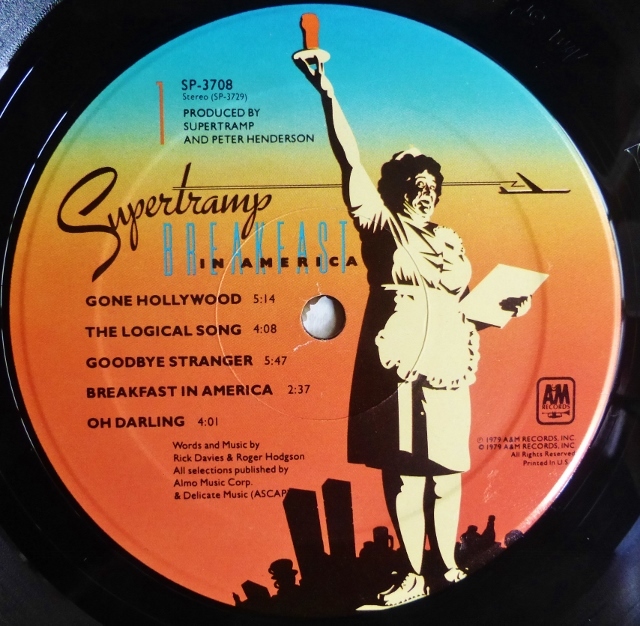 1
SP-3708
Stereo (SP-3729)
PRODUCED BY
SUPERTRAMP
AND PETER HENDERSON
Supertramp
BREAKFAST
IN AMERICA
GONE HOLLYWOOD 5:14
THE LOGICAL SONG 4:08
GOODBYE STRANGER 5:47
BREAKFAST IN AMERICA 2:37
OH DARLING 4:01
Words and Music by
Rick Davies & Roger Hodgson
All selections published by
Almo Music Corp.
& Delicate Music (ASCAP
A&M
RECORDS
℗ 1979 A&M RECORDS, INC
© 1979 A&M RECORDS, INC
All Rights Reserved
Printed in U.S.